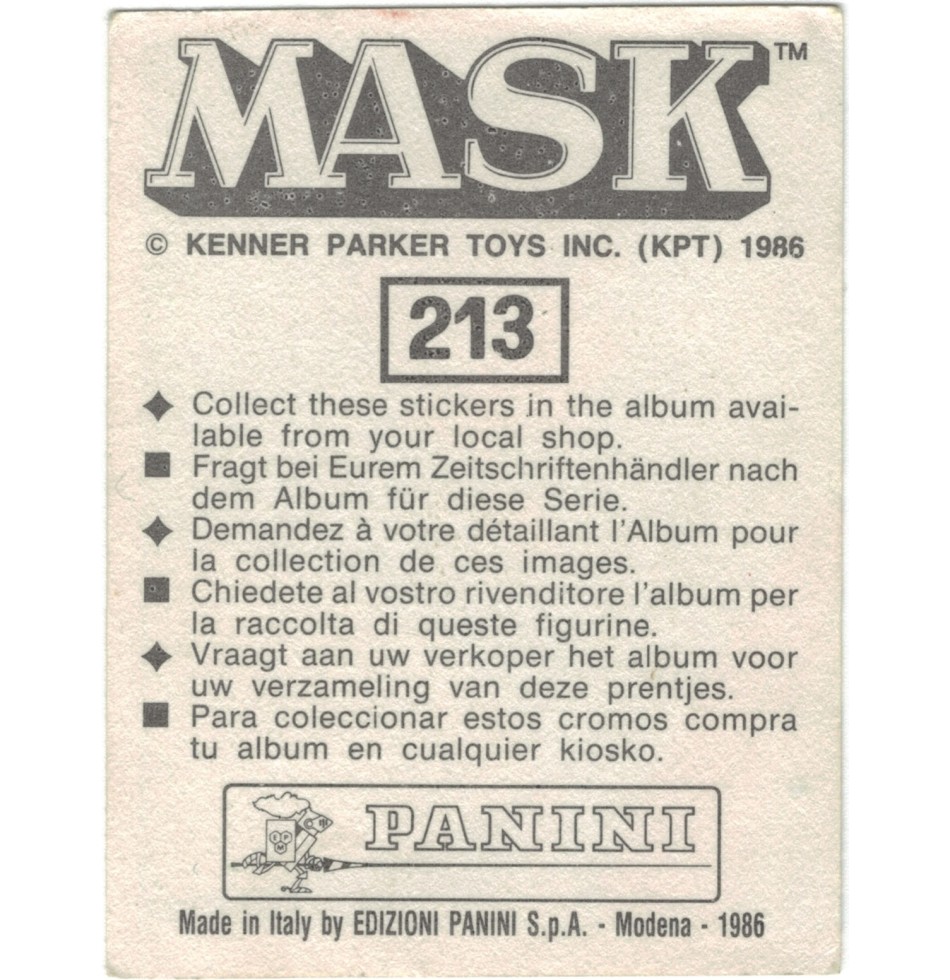 MASK™
© KENNER PARKER TOYS INC. (KPT) 1986
213
Collect these stickers in the album avai-
lable from your local shop.
Fragt bei Eurem Zeitschriftenhändler nach
dem Album für diese Serie.
Demandez à votre détaillant l'Album pour
la collection de ces images.
Chiedete al vostro rivenditore l'album per
la raccolta di queste figurine.
Vraagt aan uw verkoper het album voor
uw verzameling van deze prentjes.
Para coleccionar estos cromos compra
tu album en cualquier kiosko.
PANINI
Made in Italy by EDIZIONI PANINI S.p.A. - Modena - 1986